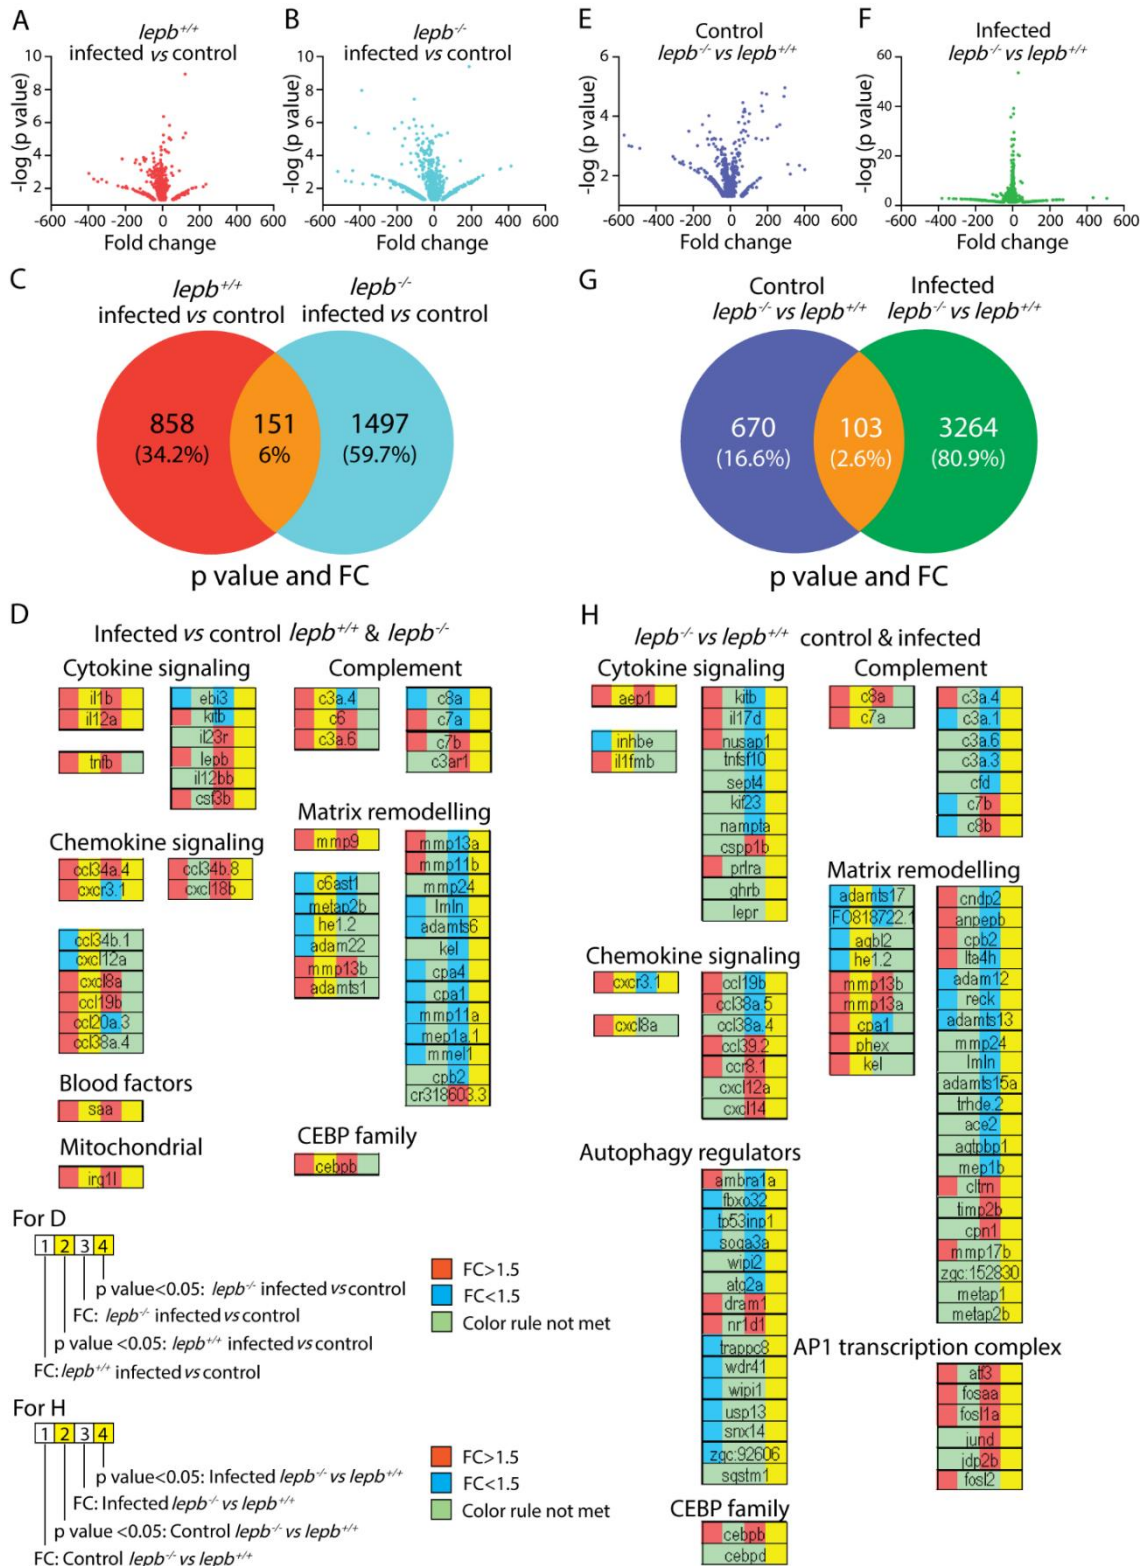 A
lepb+/+
infected vs control
-log (p value)
10
8
6
4
2
-600 -400 -200 0 200 400 600
Fold change
B
lepb-/-
infected vs control
-log (p value)
10
8
6
4
2
-600 -400 -200 0 200 400 600
Fold change
E
Control
lepb-/- vs lepb+/+
-log (p value)
6
4
2
-600 -400 -200 0 200 400 600
Fold change
F
Infected
lepb-/- vs lepb+/+
-log (p value)
60
40
20
0
-600 -400 -200 0 200 400 600
Fold change
C
lepb+/+
infected vs control
lepb-/-
infected vs control
858
(34.2%)
151
6%
1497
(59.7%)
p value and FC
G
Control
lepb-/- vs lepb+/+
Infected
lepb-/- vs lepb+/+
670
(16.6%)
103
(2.6%)
3264
(80.9%)
p value and FC
D
Infected vs control lepb+/+ & lepb-/-
Cytokine signaling
il1b
il12a
tnfb
ebi3
kitb
il23r
lepb
il12bb
csf3b
Complement
c3a.4
c6
c3a.6
c8a
c7a
c7b
c3ar1
Chemokine signaling
ccl34a.4
cxcr3.1
ccl34b.8
cxcl18b
ccl34b.1
cxcl12a
cxcl8a
ccl19b
ccl20a.3
ccl38a.4
Matrix remodelling
mmp9
c6ast1
metap2b
he1.2
adam22
mmp13b
adamts1
mmp13a
mmp11b
mmp24
lmln
adamts6
kel
cpa4
cpa1
mmp11a
mep1a.1
mmel1
cpb2
cr318603.3
Blood factors
saa
Mitochondrial
irg1l
CEBP family
cebpb
For D
1 2 3 4
p value<0.05: lepb-/- infected vs control
FC: lepb-/- infected vs control
p value <0.05: lepb+/+ infected vs control
FC: lepb+/+ infected vs control
FC>1.5
FC<1.5
Color rule not met
For H
1 2 3 4
p value<0.05: Infected lepb-/- vs lepb+/+
FC: Infected lepb-/- vs lepb+/+
p value <0.05: Control lepb-/- vs lepb+/+
FC: Control lepb-/- vs lepb+/+
FC>1.5
FC<1.5
Color rule not met
H
lepb-/- vs lepb+/+ control & infected
Cytokine signaling
aep1
inhbe
il1fmb
kitb
il17d
nusap1
tnfsf10
sept4
kif23
nampta
cspp1b
prlra
ghrb
lepr
Complement
c8a
c7a
c3a.4
c3a.1
c3a.6
c3a.3
cfd
c7b
c8b
Chemokine signaling
cxcr3.1
cxcl8a
ccl19b
ccl38a.5
ccl38a.4
ccl39.2
ccr8.1
cxcl12a
cxcl14
Matrix remodelling
adamts17
FO818722.1
agbl2
he1.2
mmp13b
mmp13a
cpa1
phex
kel
cndp2
anpepb
cpb2
lta4h
adam12
reck
adamts13
mmp24
lmln
adamts15a
trhde.2
ace2
agtpbp1
mep1b
cltrn
timp2b
cpn1
mmp17b
zgc:152830
metap1
metap2b
Autophagy regulators
ambra1a
fbxo32
tp53inp1
soga3a
wipi2
atg2a
dram1
nr1d1
trappc8
wdr41
wipi1
usp13
snx14
zgc:92606
sqstm1
AP1 transcription complex
atf3
fosaa
fosl1a
jund
jdp2b
fosl2
CEBP family
cebpb
cebpd